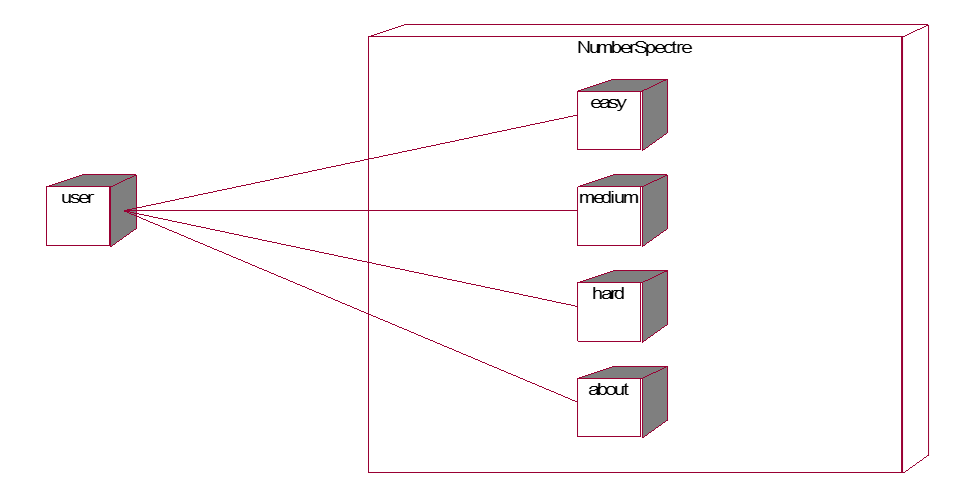 NumberSpectre
easy
user
medium
hard
about